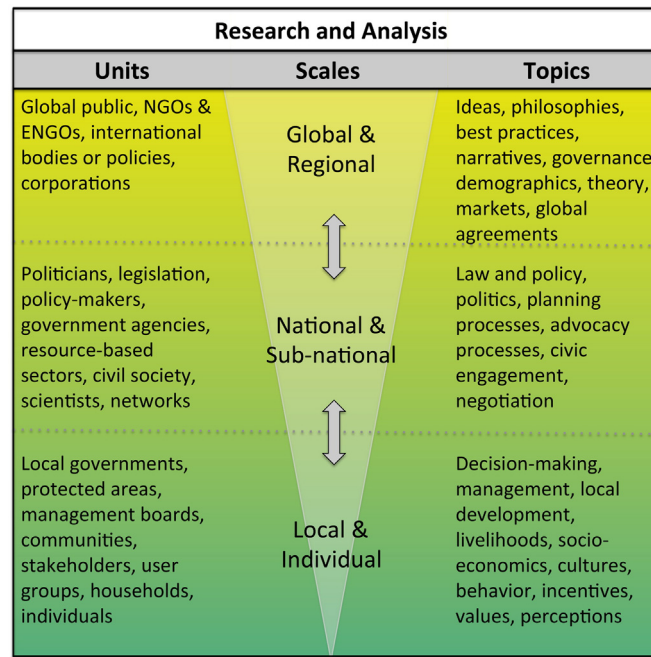 Research and Analysis
Units
Scales
Topics
Global public, NGOs &
ENGOs, international
bodies or policies,
corporations
Global &
Regional
Ideas, philosophies,
best practices,
narratives, governance
demographics, theory,
markets, global
agreements
Politicians, legislation,
policy-makers,
government agencies,
resource-based
sectors, civil society,
scientists, networks
National &
Sub-national
Law and policy,
politics, planning
processes, advocacy
processes, civic
engagement,
negotiation
Local governments,
protected areas,
management boards,
communities,
stakeholders, user
groups, households,
individuals
Local &
Individual
Decision-making,
management, local
development,
livelihoods, socio-
economics, cultures,
behavior, incentives,
values, perceptions